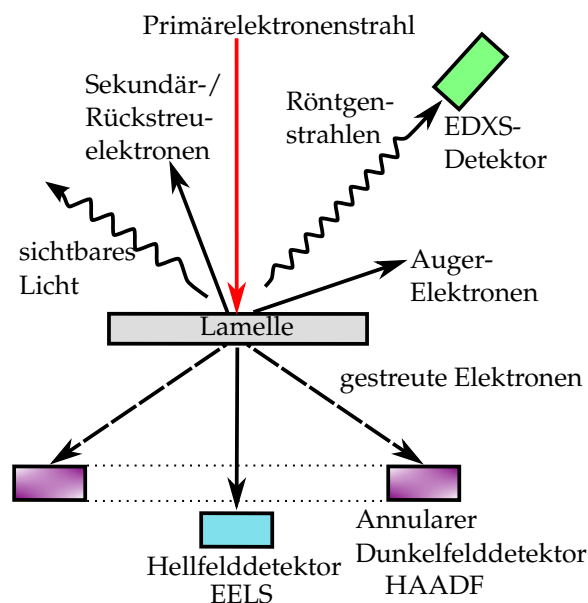 Primärelektronenstrahl
Sekundär-/
Rückstreu-
elektronen
Röntgen-
strahlen
EDXS-
Detektor
sichtbares
Licht
Auger-
Elektronen
Lamelle
gestreute Elektronen
Annularer
Dunkelfelddetektor
HAADF
Hellfelddetektor
EELS